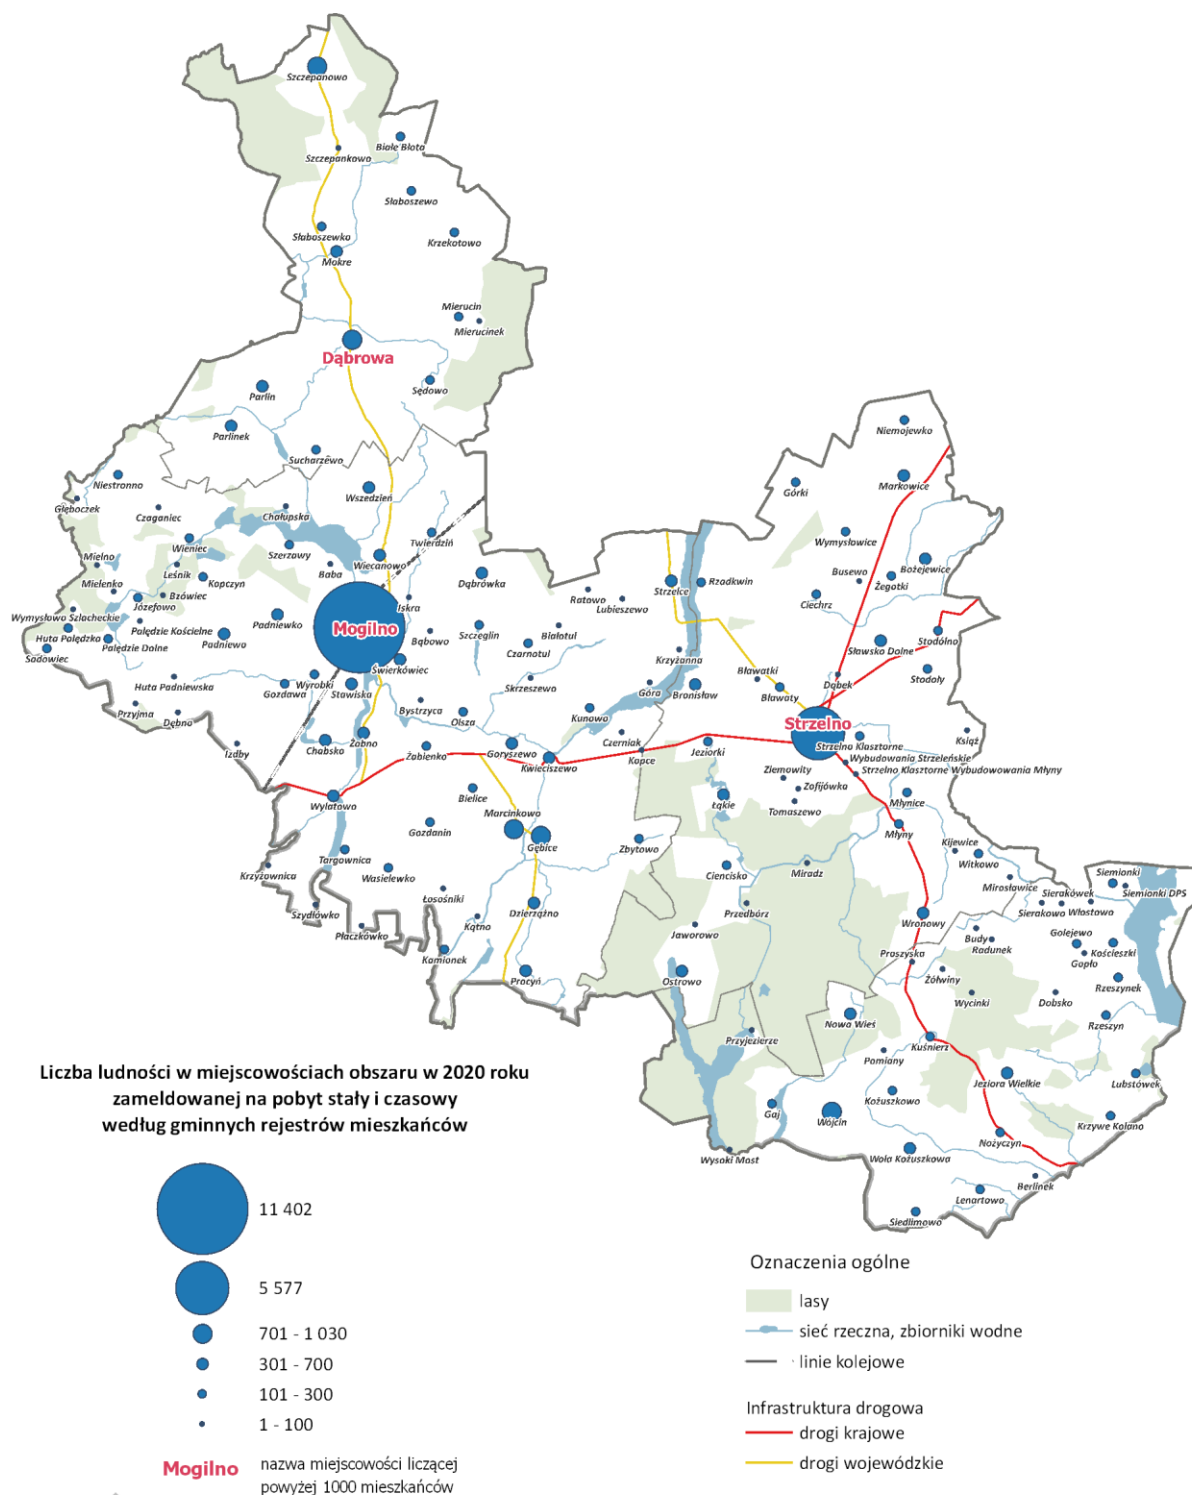 Szczepanowo
Białe Błota
Szczepankowo
Słaboszewo
Słaboszewko
Krzekotowo
Mokre
Mierucin
Mierucinek
Dąbrowa
Sędowo
Parlin
Parlinek
Niemojewko
Sucharzewo
Niestronno
Wszedzień
Górki
Markowice
Głęboczek
Czaganiec
Chałupska
Twierdziń
Wymysłowice
Wieniec
Szerzawy
Wiecanowo
Mielno
Leśnik
Baba
Dąbrówka
Strzelce
Rzadkwin
Busewo
Bożejewice
Kopczyn
Żegotki
Mielenko
Bzówiec
Józefowo
Iskra
Ratowo
Lubieszewo
Ciechrz
Wymysłowo Szlacheckie
Palędzie Kościelne
Padniewko
Mogilno
Szczeglin
Białotul
Huta Palędzka
Palędzie Dolne
Padniewo
Bąbowo
Czarnotul
Stodólno
Sadowiec
Świerkówiec
Krzyżanna
Sławsko Dolne
Huta Padniewska
Wyrobki
Gozdawa
Stawiska
Skrzeszewo
Góra
Bronisław
Bławatki
Bławaty
Dąbek
Stodoły
Przyjma
Dębno
Bystrzyca
Olsza
Kunowo
Strzelno
Izdby
Chabsko
Żabno
Żabienko
Goryszewo
Czerniak
Kopce
Jeziorki
Strzelno Klasztorne
Książ
Kwieciszewo
Wybudowania Strzeleńskie
Strzelno Klasztorne Wybudowowania Młyny
Ziemowity
Zofijówka
Wylatowo
Bielice
Łąkie
Tomaszewo
Młynice
Marcinkowo
Gozdanin
Gębice
Zbytowo
Młyny
Targownica
Kijewice
Witkowo
Krzyżownica
Wasielewko
Ciencisko
Miradz
Mirosławice
Siemionki
Siemionki DPS
Łosośniki
Sierakówek
Szydłówko
Dzierzążno
Przedbórz
Sierakowo
Włostowo
Płaczkówko
Kątno
Jaworowo
Wronowy
Budy
Radunek
Golejewo
Kościeszki
Kamionek
Gopło
Procyń
Ostrowo
Proszyska
Żółwiny
Rzeszynek
Wycinki
Dobsko
Nowa Wieś
Rzeszyn
Przyjezierze
Kuśnierz
Pomiany
Jeziora Wielkie
Lubstówek
Kożuszkowo
Gaj
Wójcin
Krzywe Kolano
Nożyczyn
Wysoki Most
Wola Kożuszkowa
Berlinek
Lenartowo
Siedlimowo
Liczba ludności w miejscowościach obszaru w 2020 roku
zameldowanej na pobyt stały i czasowy
według gminnych rejestrów mieszkańców
11 402
5 577
701 - 1 030
301 - 700
101 - 300
1 - 100
Mogilno
nazwa miejscowości liczącej
powyżej 1000 mieszkańców
Oznaczenia ogólne
lasy
sieć rzeczna, zbiorniki wodne
linie kolejowe
Infrastruktura drogowa
drogi krajowe
drogi wojewódzkie